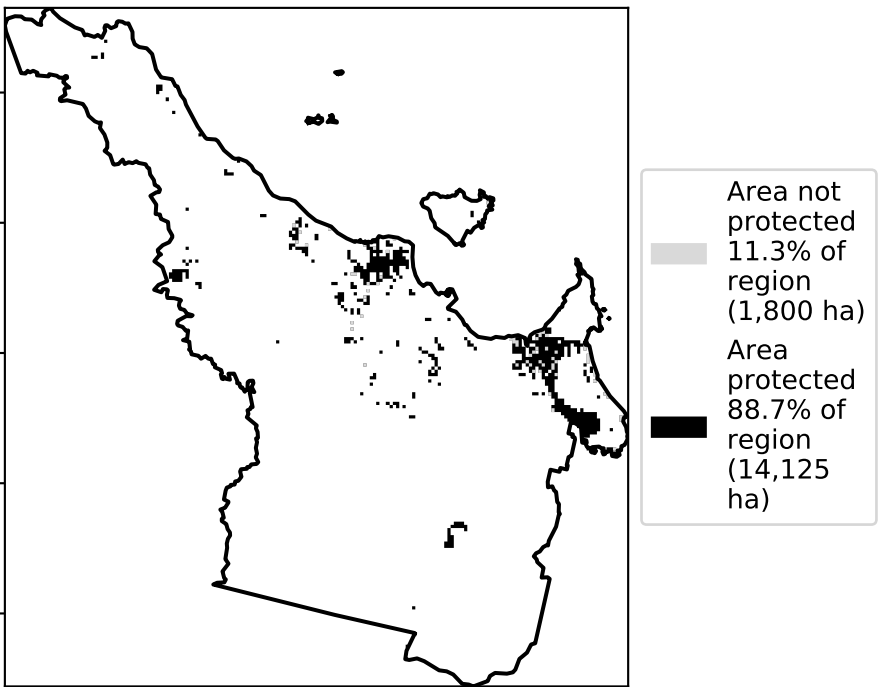 Area not
protected
11.3% of
region
(1,800 ha)
Area
protected
88.7% of
region
(14,125
ha)